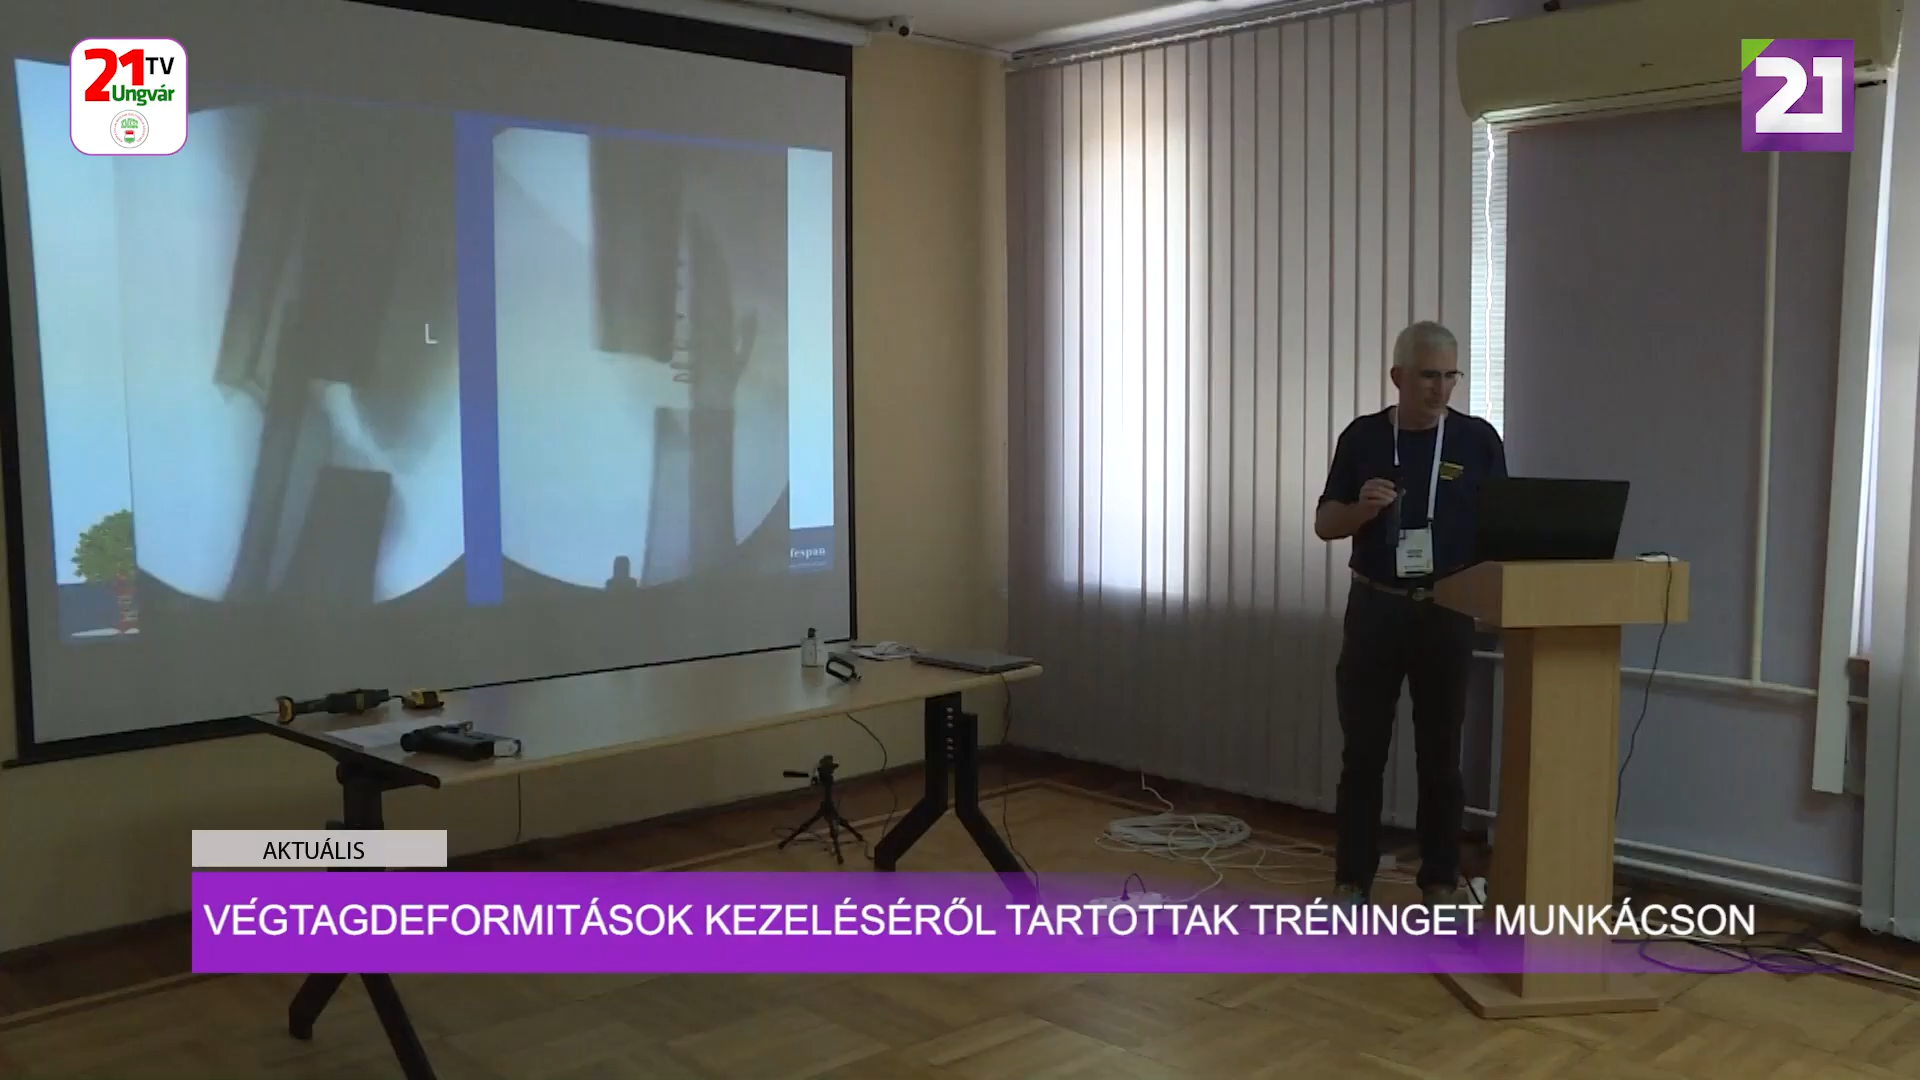 21 TV
Ungvár
21
L
fespan
AKTUÁLIS
VÉGTAGDEFORMITÁSOK KEZELÉSÉRŐL TARTOTTAK TRÉNINGET MUNKÁCSON